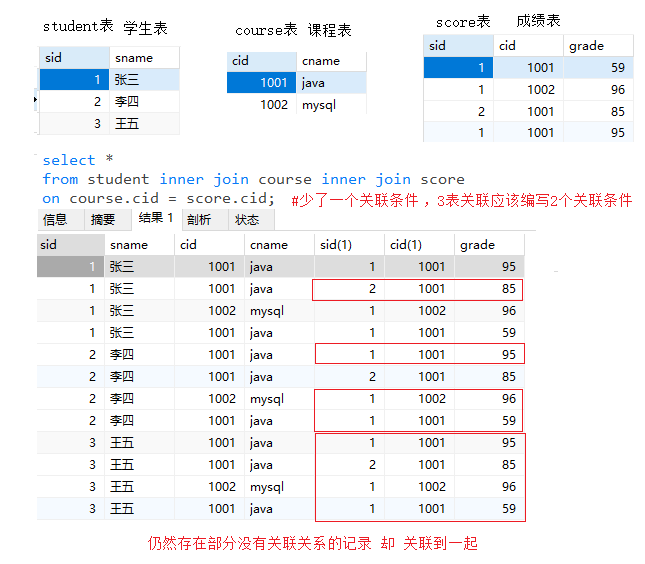 student表 学生表
course表 课程表
score表 成绩表
sid sname
1 张三
2 李四
3 王五
cid cname
1001 java
1002 mysql
sid cid grade
1 1001 59
1 1002 96
2 1001 85
1 1001 95
select *
from student inner join course inner join score
on course.cid = score.cid; #少了一个关联条件 ，3表关联应该编写2个关联条件
信息 摘要 结果 1 剖析 状态
sid sname cid cname sid(1) cid(1) grade
1 张三 1001 java 1 1001 95
1 张三 1001 java 2 1001 85
1 张三 1002 mysql 1 1002 96
1 张三 1001 java 1 1001 59
2 李四 1001 java 1 1001 95
2 李四 1001 java 2 1001 85
2 李四 1002 mysql 1 1002 96
2 李四 1001 java 1 1001 59
3 王五 1001 java 1 1001 95
3 王五 1001 java 2 1001 85
3 王五 1002 mysql 1 1002 96
3 王五 1001 java 1 1001 59
仍然存在部分没有关联关系的记录 却 关联到一起